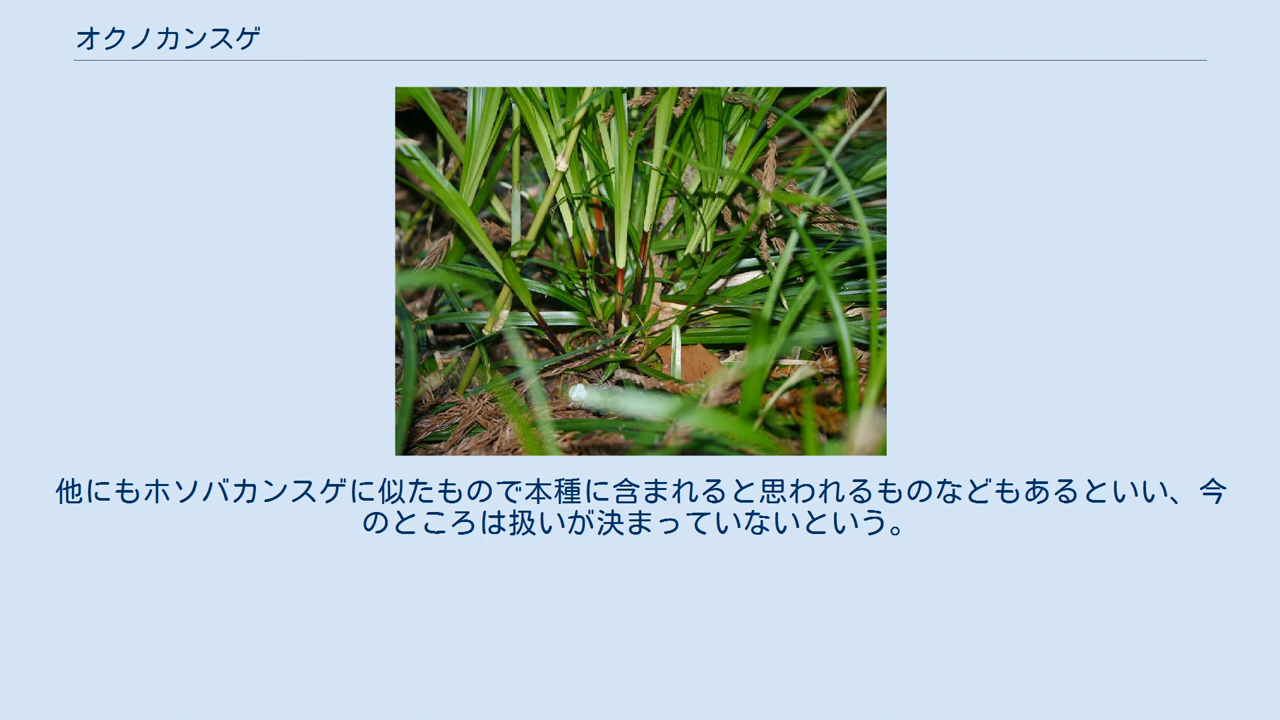 オクノカンスゲ
他にもホソバカンスゲに似たもので本種に含まれると思われるものなどもあるといい、今
のところは扱いが決まっていないという。